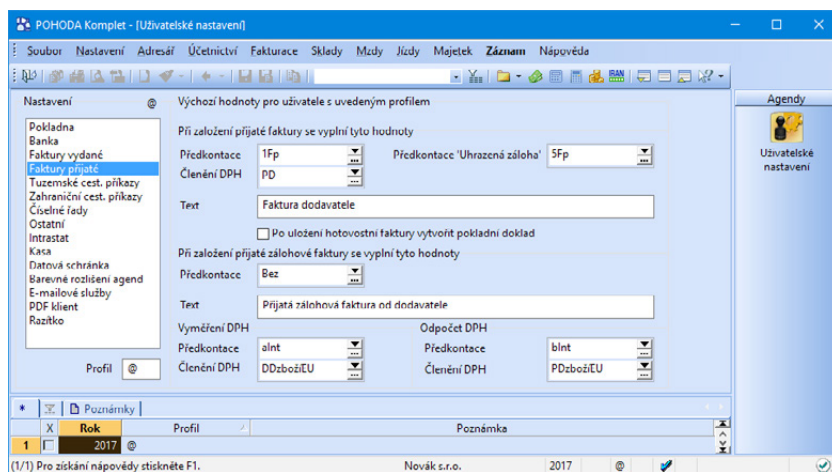 POHODA Komplet - [Uživatelské nastavení]
Soubor Nastavení Adresář Účetnictví Fakturace Sklady Mzdy Jízdy Majetek Záznam Nápověda
IBAN
Nastavení @
Pokladna
Banka
Faktury vydané
Faktury přijaté
Tuzemské cest. příkazy
Zahraniční cest. příkazy
Číselné řady
Ostatní
Intrastat
Kasa
Datová schránka
Barevné rozlišení agend
E-mailové služby
PDF klient
Razítko
Profil @
Výchozí hodnoty pro uživatele s uvedeným profilem
Při založení přijaté faktury se vyplní tyto hodnoty
Předkontace 1Fp Předkontace 'Uhrazená záloha' 5Fp
Členění DPH PD
Text Faktura dodavatele
Po uložení hotovostní faktury vytvořit pokladní doklad
Při založení přijaté zálohové faktury se vyplní tyto hodnoty
Předkontace Bez
Text Přijatá zálohová faktura od dodavatele
Vyměření DPH Odpočet DPH
Předkontace aInt Předkontace bInt
Členění DPH DDzbožíEU Členění DPH PDzbožíEU
Agendy
Uživatelské
nastavení
* Poznámky
X Rok Profil Poznámka
1 2017 @
(1/1) Pro získání nápovědy stiskněte F1. Novák s.r.o. 2017 @